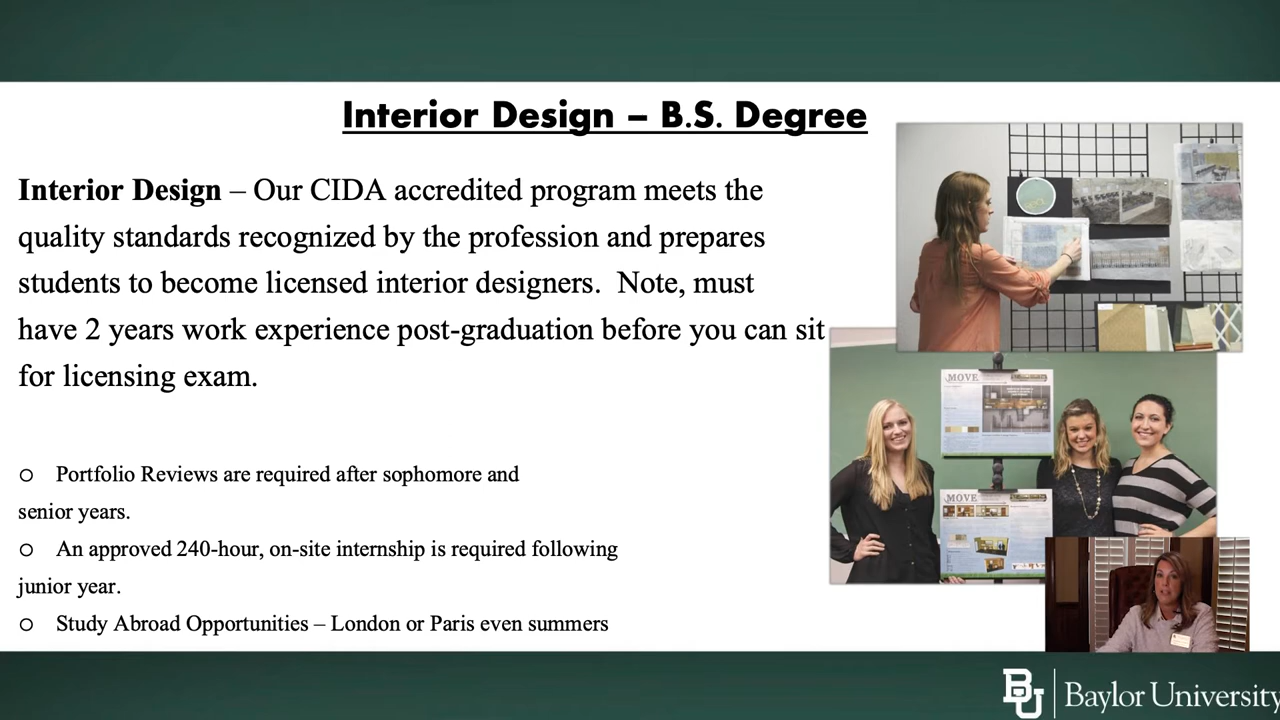 Interior Design – B.S. Degree
Interior Design – Our CIDA accredited program meets the
quality standards recognized by the profession and prepares
students to become licensed interior designers.  Note, must
have 2 years work experience post-graduation before you can sit
for licensing exam.
○ Portfolio Reviews are required after sophomore and
senior years.
○ An approved 240-hour, on-site internship is required following
junior year.
○ Study Abroad Opportunities – London or Paris even summers
MOVE
MOVE
BU
Baylor University